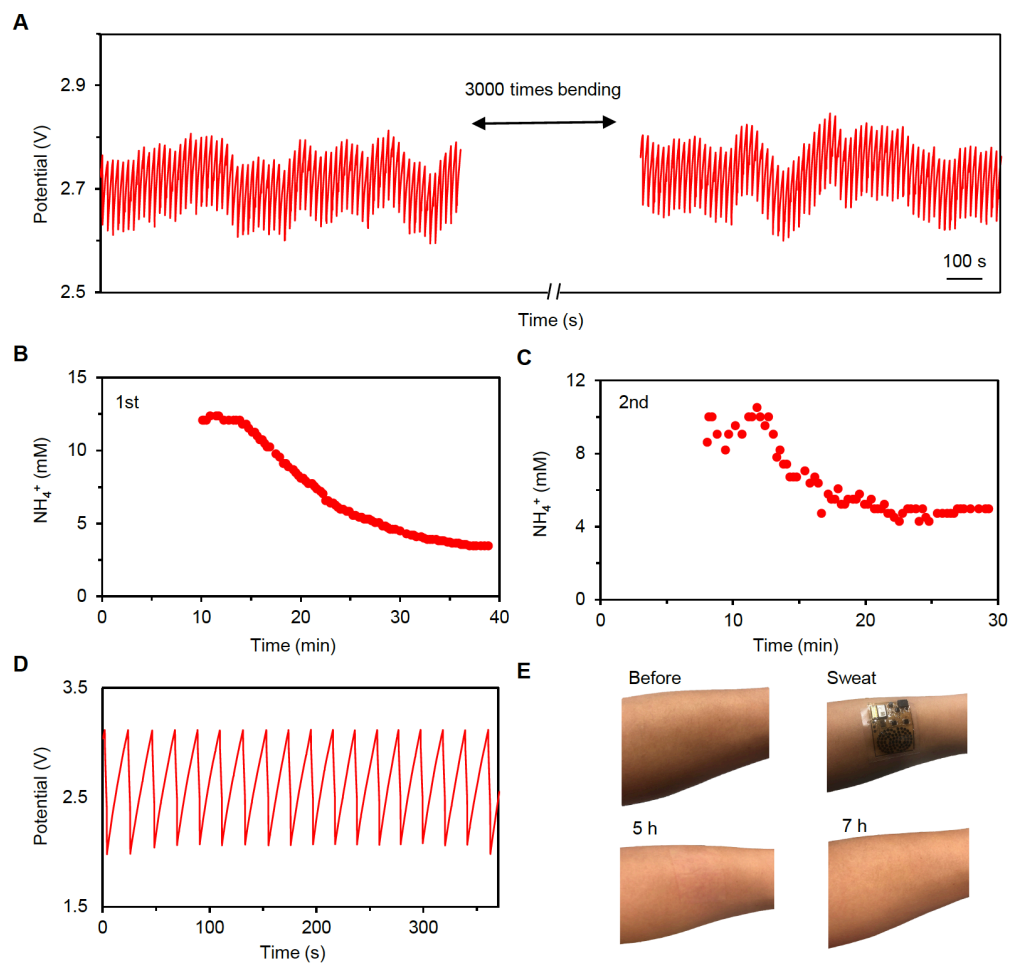 A
3000 times bending
Potential (V)
2.9
2.7
2.5
100 s
Time (s)
B
1st
NH₄⁺ (mM)
15
10
5
0
0 10 20 30 40
Time (min)
C
2nd
NH₄⁺ (mM)
12
8
4
0
0 10 20 30
Time (min)
D
Potential (V)
3.5
2.5
1.5
0 100 200 300
Time (s)
E
Before Sweat
5 h 7 h